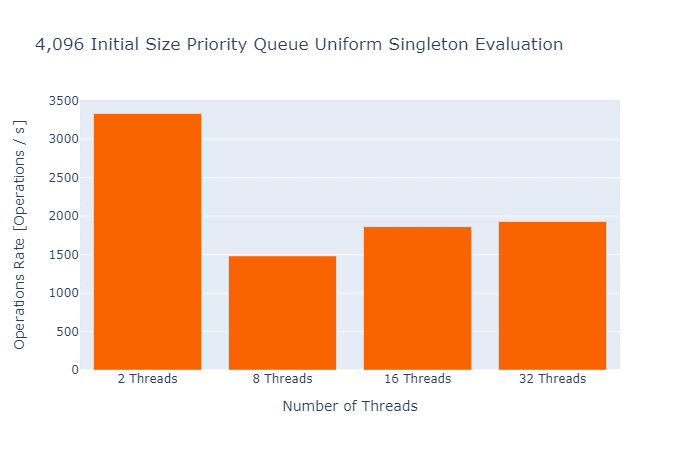 4,096 Initial Size Priority Queue Uniform Singleton Evaluation
Operations Rate [Operations / s]
3500
3000
2500
2000
1500
1000
500
0
2 Threads
8 Threads
16 Threads
32 Threads
Number of Threads